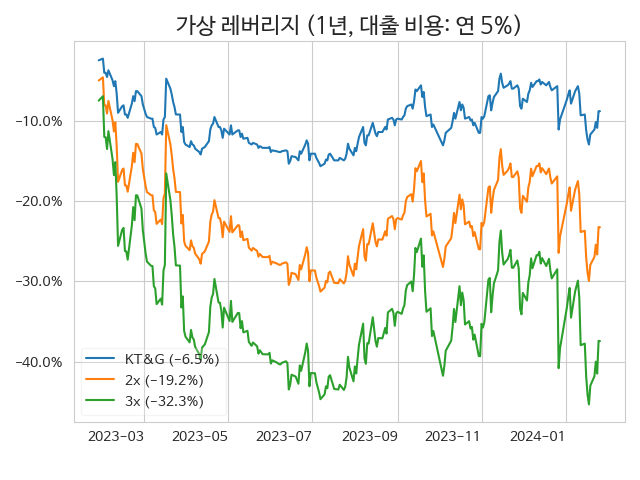 가상 레버리지 (1년, 대출 비용: 연 5%)
−10.0%
−20.0%
−30.0%
−40.0%
KT&G (−6.5%)
2x (−19.2%)
3x (−32.3%)
2023−03 2023−05 2023−07 2023−09 2023−11 2024−01